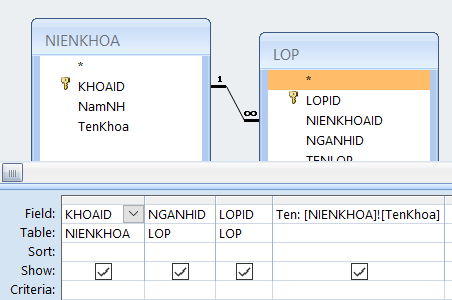 NIENKHOA
*
KHOAID
NamNH
TenKhoa
1
∞
LOP
*
LOPID
NIENKHOAID
NGANHID
TENLOP
Field: KHOAID NGANHID LOPID Ten: [NIENKHOA]![TenKhoa]
Table: NIENKHOA LOP LOP
Sort:
Show:
Criteria: